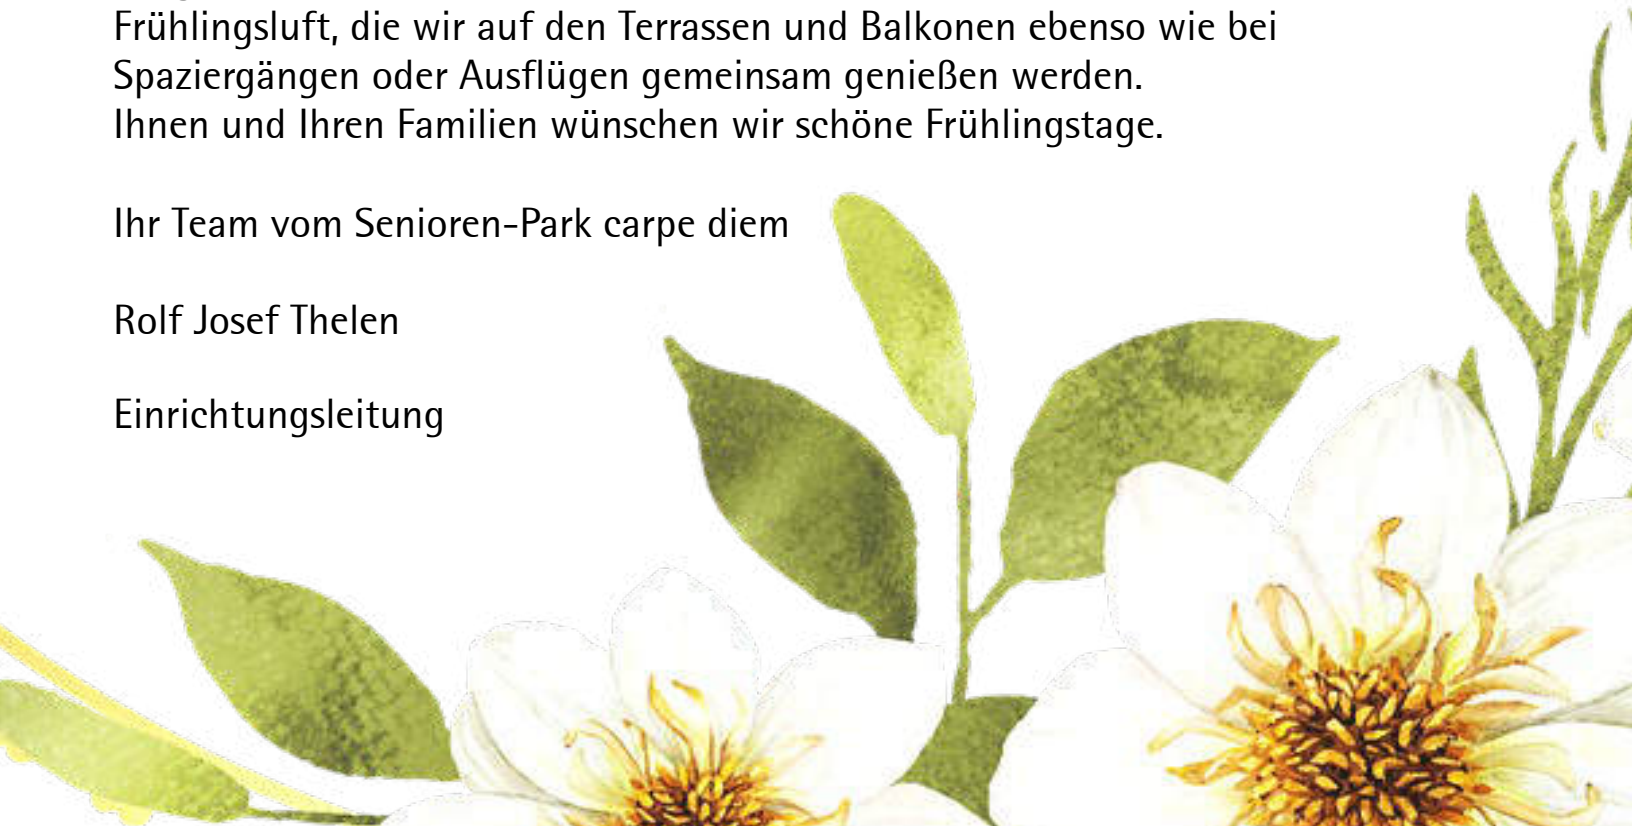 Frühlingsluft, die wir auf den Terrassen und Balkonen ebenso wie bei
Spaziergängen oder Ausflügen gemeinsam genießen werden.
Ihnen und Ihren Familien wünschen wir schöne Frühlingstage.
Ihr Team vom Senioren-Park carpe diem
Rolf Josef Thelen
Einrichtungsleitung